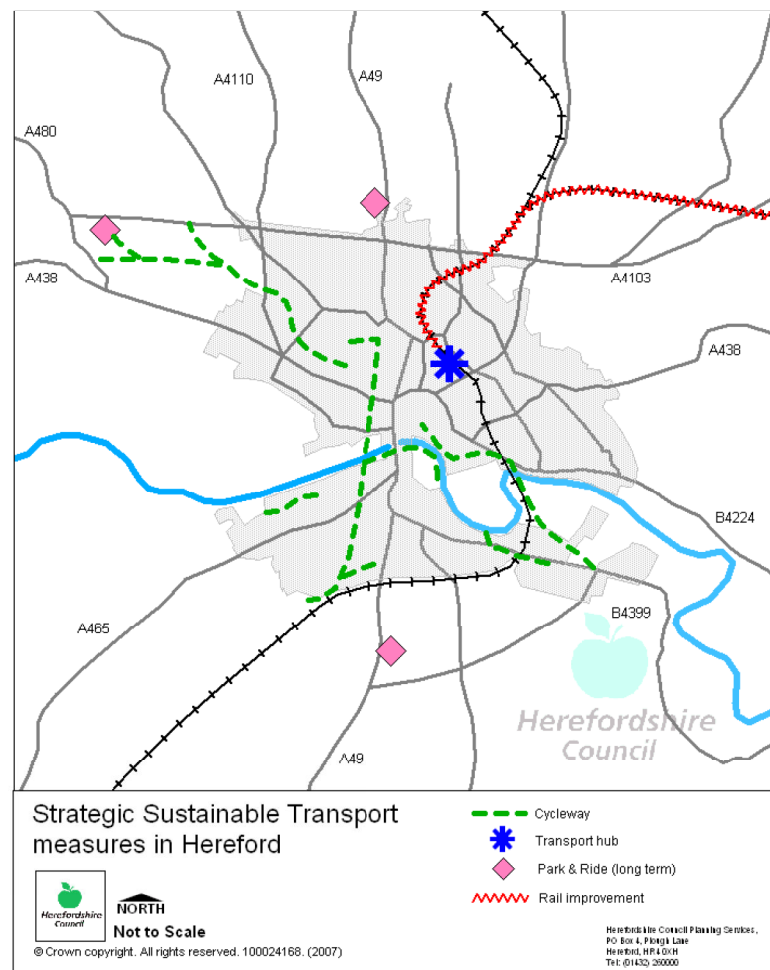 A4110
A49
A480
A438
A4103
A438
B4224
B4399
A465
A49
Herefordshire
Council
Strategic Sustainable Transport
measures in Hereford
Cycleway
Transport hub
Park & Ride (long term)
Rail improvement
Herefordshire
Council
NORTH
Not to Scale
© Crown copyright. All rights reserved. 100024168. (2007)
Herefordshire Council Planning Services,
PO Box 4, Plough Lane
Hereford, HR4 0XH
Tel: (01432) 260000